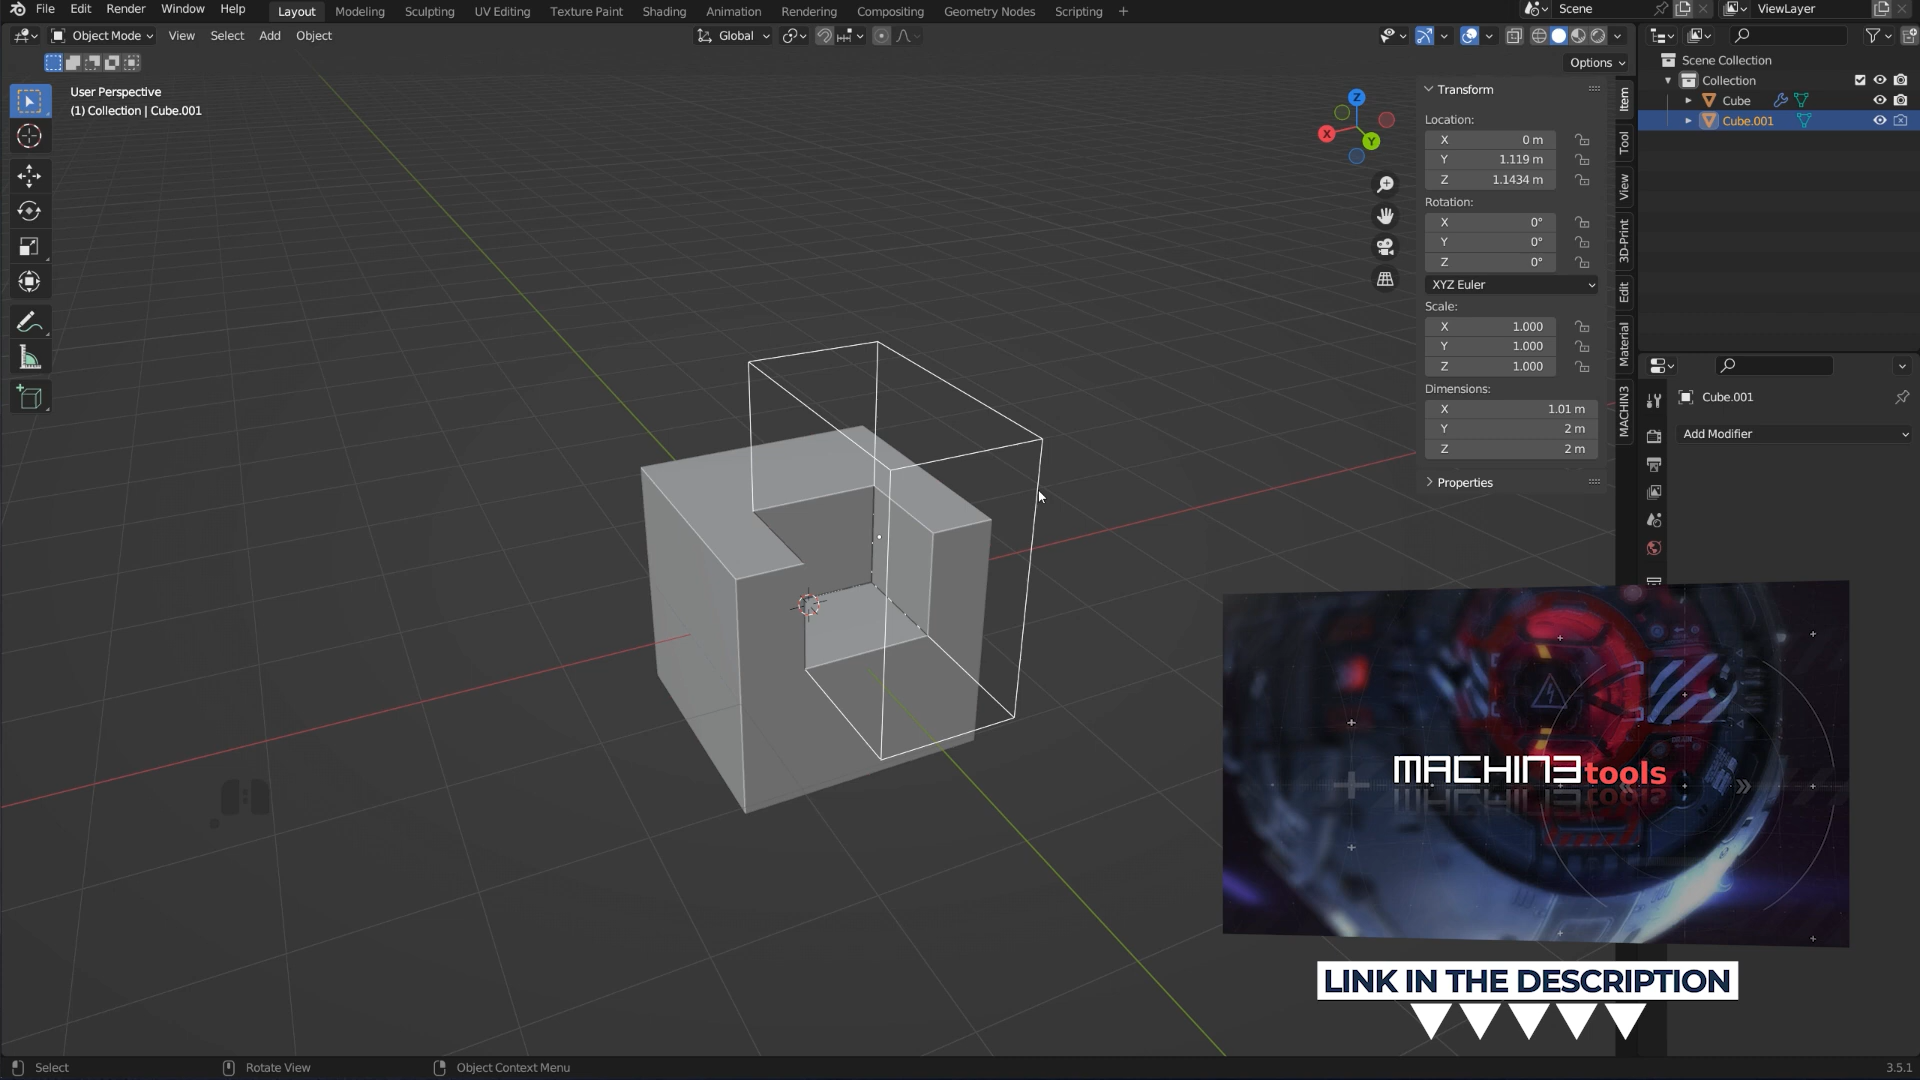 File Edit Render Window Help Layout Modeling Sculpting UV Editing Texture Paint Shading Animation Rendering Compositing Geometry Nodes Scripting + Scene ViewLayer
Object Mode View Select Add Object Global
Options
User Perspective
(1) Collection | Cube.001
Z
X
Y
Transform
Location:
X 0 m
Y 1.119 m
Z 1.1434 m
Rotation:
X 0°
Y 0°
Z 0°
XYZ Euler
Scale:
X 1.000
Y 1.000
Z 1.000
Dimensions:
X 1.01 m
Y 2 m
Z 2 m
Properties
Item
Tool
View
3D-Print
Edit
Material
MACHIN3
Scene Collection
Collection
Cube
Cube.001
Cube.001
Add Modifier
MACHIN3tools
LINK IN THE DESCRIPTION
Select Rotate View Object Context Menu 3.5.1